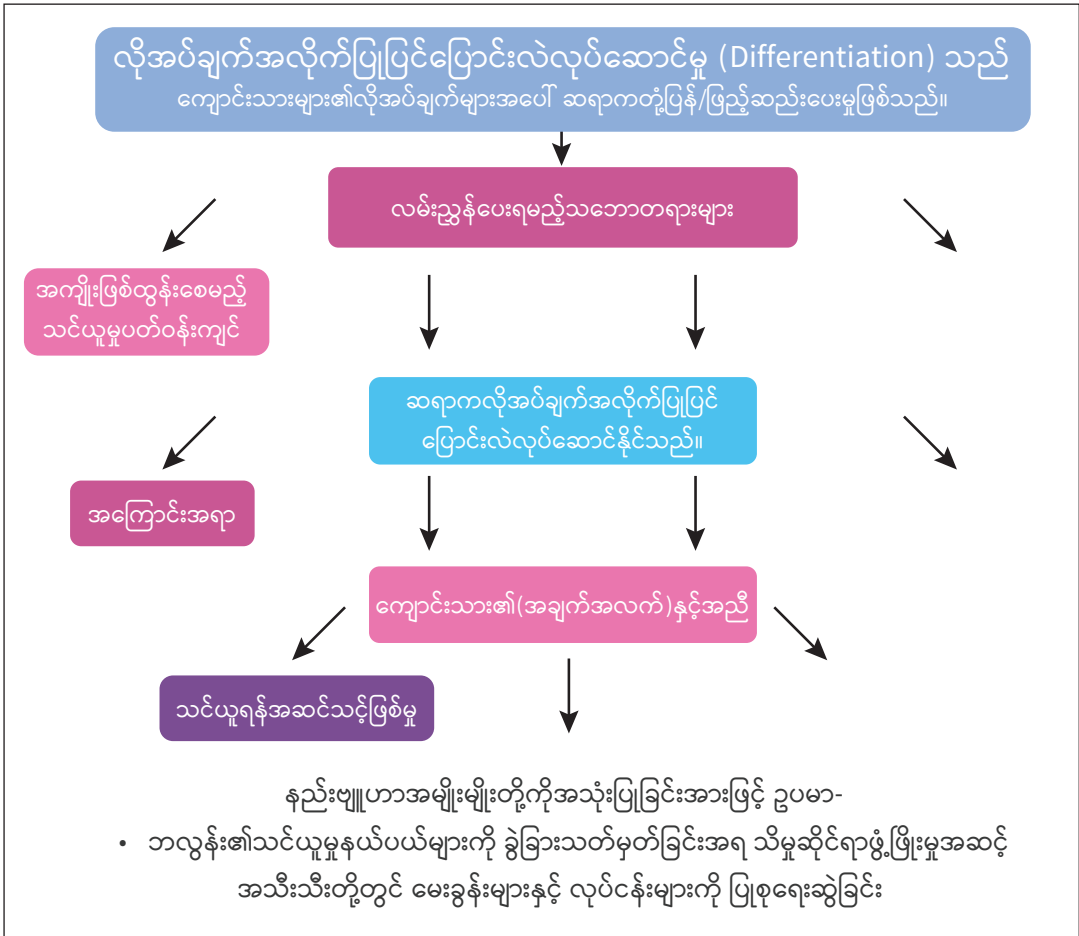 လိုအပ်ချက်အလိုက်ပြုပြင်ပြောင်းလဲလုပ်ဆောင်မှု (Differentiation) သည်
ကျောင်းသားများ၏လိုအပ်ချက်များအပေါ် ဆရာကတုံ့ပြန်/ဖြည့်ဆည်းပေးမှုဖြစ်သည်။
လမ်းညွှန်ပေးရမည့်သဘောတရားများ
အကျိုးဖြစ်ထွန်းစေမည့်
သင်ယူမှုပတ်ဝန်းကျင်
ဆရာကလိုအပ်ချက်အလိုက်ပြုပြင်
ပြောင်းလဲလုပ်ဆောင်နိုင်သည်။
အကြောင်းအရာ
ကျောင်းသား၏(အချက်အလက်)နှင့်အညီ
သင်ယူရန်အဆင်သင့်ဖြစ်မှု
နည်းဗျူဟာအမျိုးမျိုးတို့ကိုအသုံးပြုခြင်းအားဖြင့် ဥပမာ-
• ဘလွန်း၏သင်ယူမှုနယ်ပယ်များကို ခွဲခြားသတ်မှတ်ခြင်းအရ သိမှုဆိုင်ရာဖွံ့ဖြိုးမှုအဆင့်
အသီးသီးတို့တွင် မေးခွန်းများနှင့် လုပ်ငန်းများကို ပြုစုရေးဆွဲခြင်း